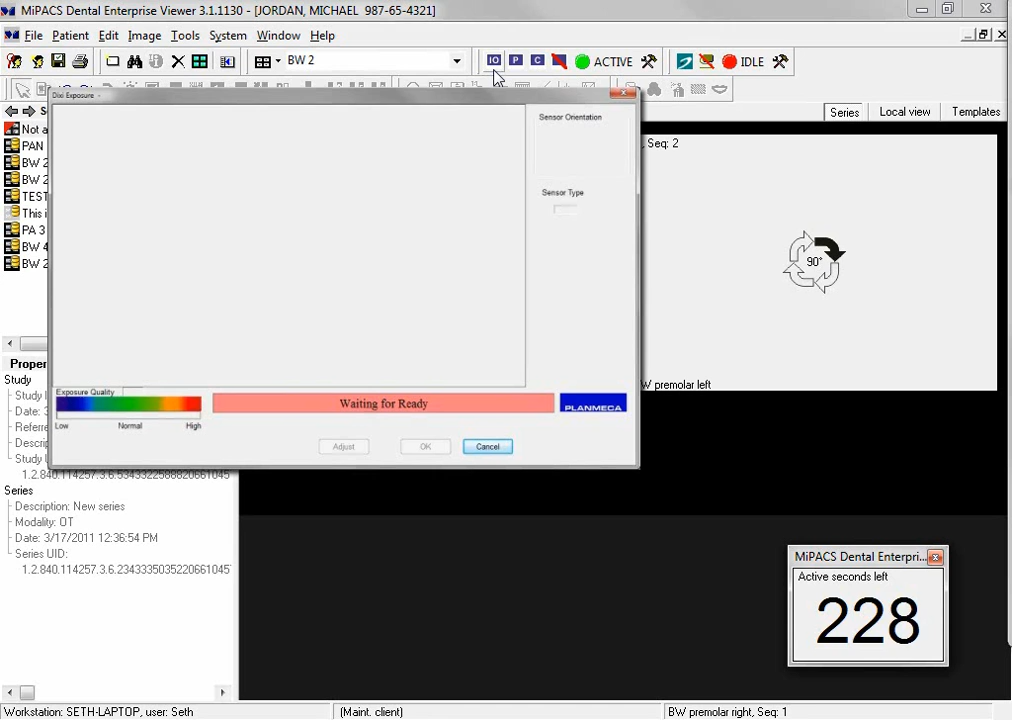 MiPACS Dental Enterprise Viewer 3.1.1130 - [JORDAN, MICHAEL 987-65-4321]
File Patient Edit Image Tools System Window Help
BW 2 IO P C ACTIVE IDLE
Dixi Exposure -
Series Local view Templates
Not a
PAN
BW 2
BW 2
TEST
This i
PA 3
BW 4
BW 2
Sensor Orientation
Sensor Type
, Seq: 2
90°
W premolar left
Exposure Quality
Low Normal High
Waiting for Ready
PLANMECA
Adjust OK Cancel
Proper
Study
Study I
Date: 3
Referre
Descrip
Study I
1.2.840.114257.3.6.5343322588820661045
Series
Description: New series
Modality: OT
Date: 3/17/2011 12:36:54 PM
Series UID:
1.2.840.114257.3.6.2343335035220661045
MiPACS Dental Enterpri...
Active seconds left
228
Workstation: SETH-LAPTOP, user: Seth (Maint. client) BW premolar right, Seq: 1